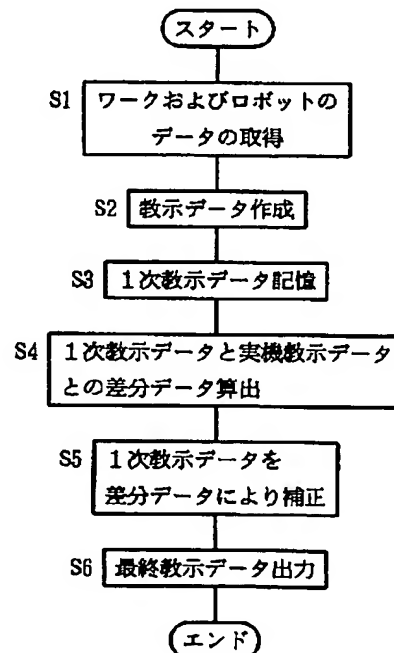 スタート
S1 ワークおよびロボットの
データの取得
S2 教示データ作成
S3 1次教示データ記憶
S4 1次教示データと実機教示データ
との差分データ算出
S5 1次教示データを
差分データにより補正
S6 最終教示データ出力
エンド